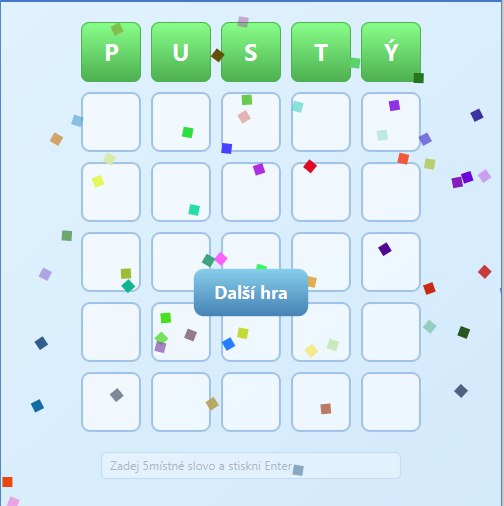 P U S T Ý
Další hra
Zadej 5místné slovo a stiskni Enter